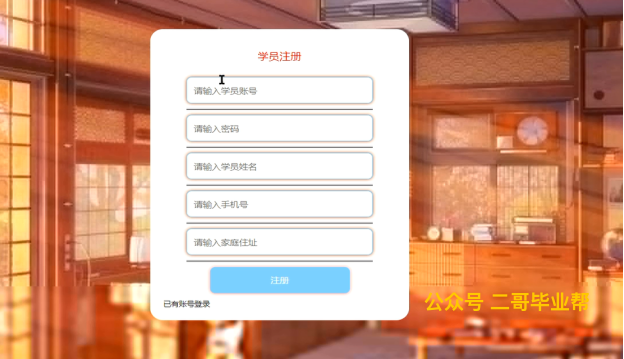 学员注册
请输入学员账号
请输入密码
请输入学员姓名
请输入手机号
请输入家庭住址
注册
已有账号登录
公众号 二哥毕业帮